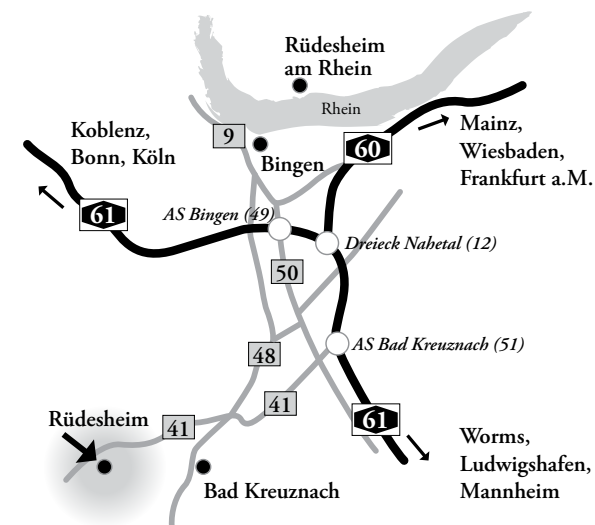 Rüdesheim
am Rhein
Rhein
Koblenz,
Bonn, Köln
9
Bingen
60
Mainz,
Wiesbaden,
Frankfurt a.M.
61
AS Bingen (49)
Dreieck Nahetal (12)
50
48
AS Bad Kreuznach (51)
41
41
61
Rüdesheim
Bad Kreuznach
Worms,
Ludwigshafen,
Mannheim